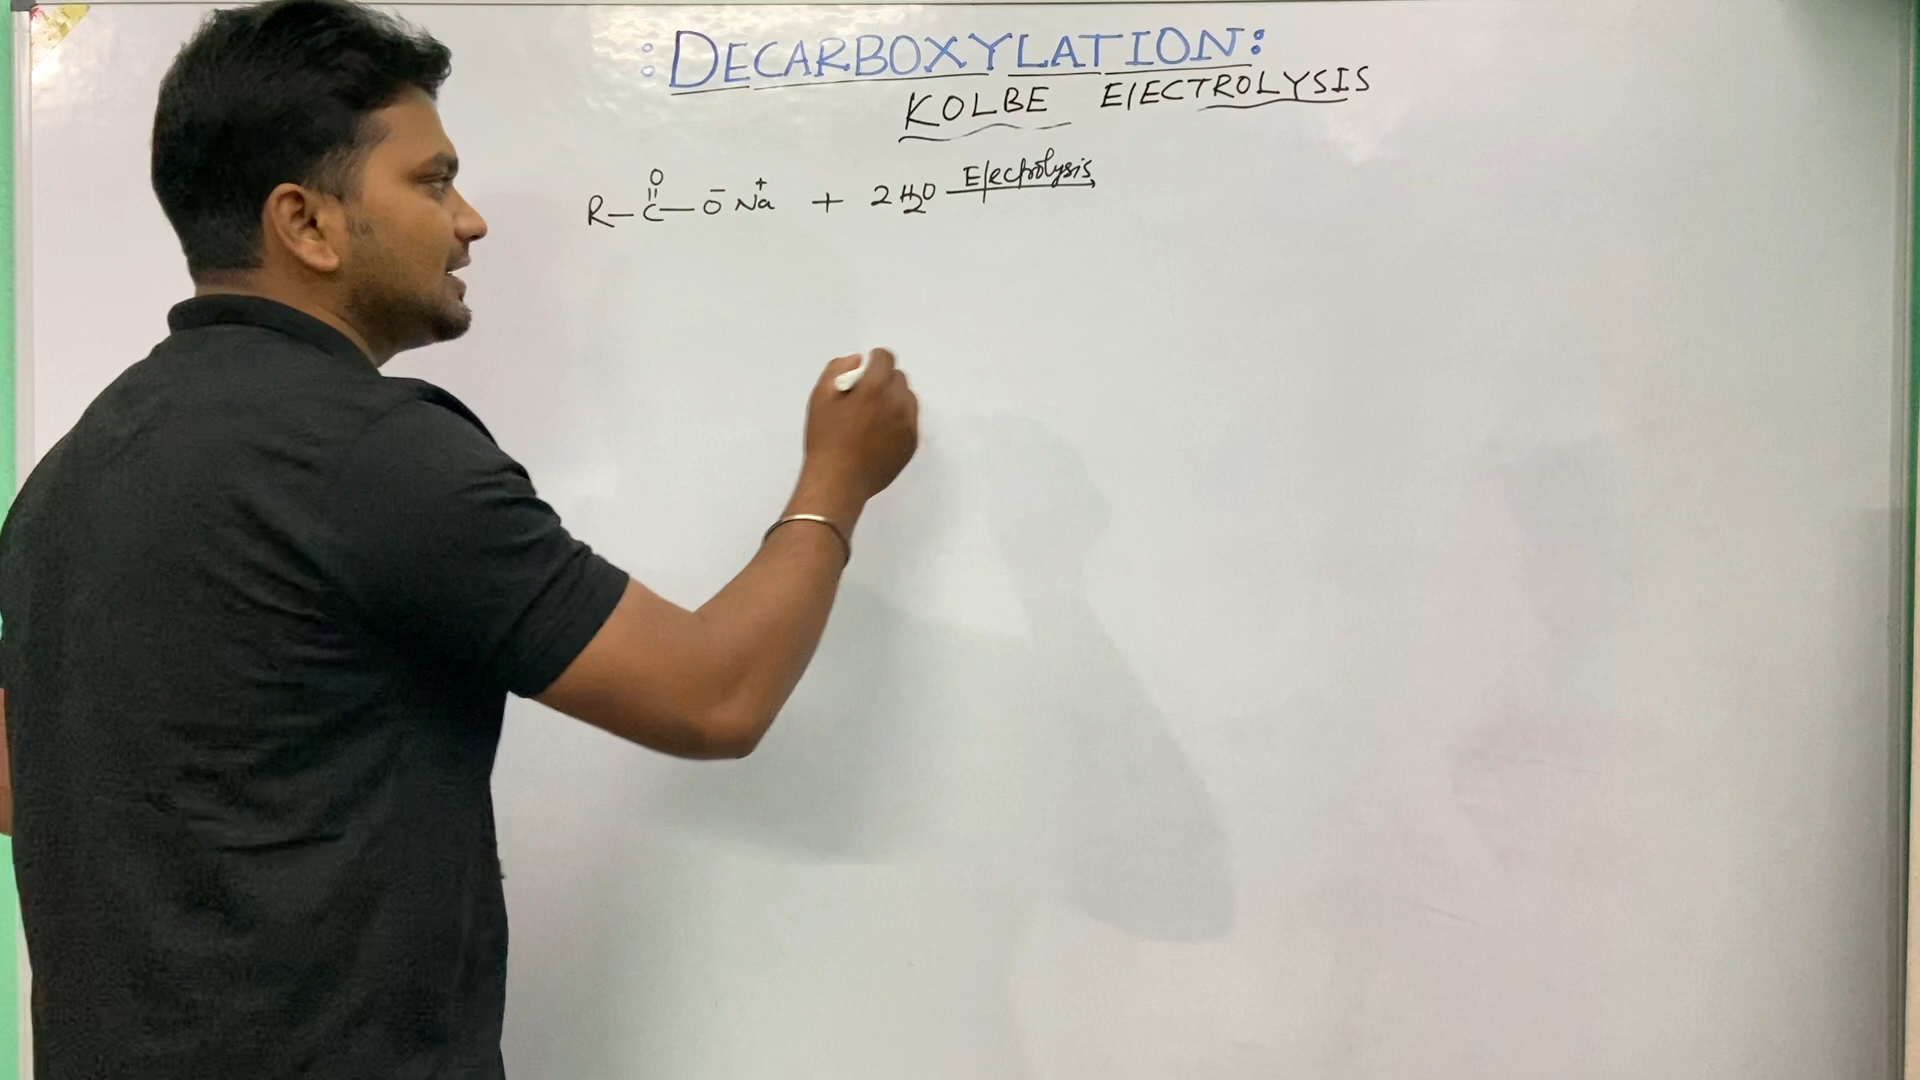 :DECARBOXYLATION:
KOLBE ElECTROLYSIS
O
R-C-O⁻ Na⁺ + 2H₂O Electrolysis